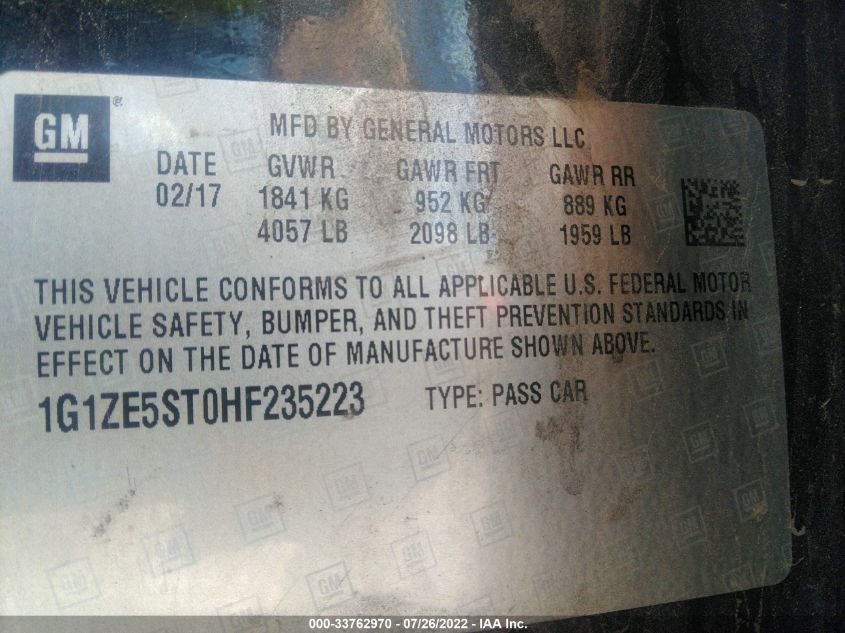 GM®
MFD BY GENERAL MOTORS LLC
DATE GVWR GAWR FRT GAWR RR
02/17 1841 KG 952 KG 889 KG
4057 LB 2098 LB 1959 LB
THIS VEHICLE CONFORMS TO ALL APPLICABLE U.S. FEDERAL MOTOR
VEHICLE SAFETY, BUMPER, AND THEFT PREVENTION STANDARDS IN
EFFECT ON THE DATE OF MANUFACTURE SHOWN ABOVE.
1G1ZE5ST0HF235223 TYPE: PASS CAR
000-33762970 - 07/26/2022 - IAA Inc.